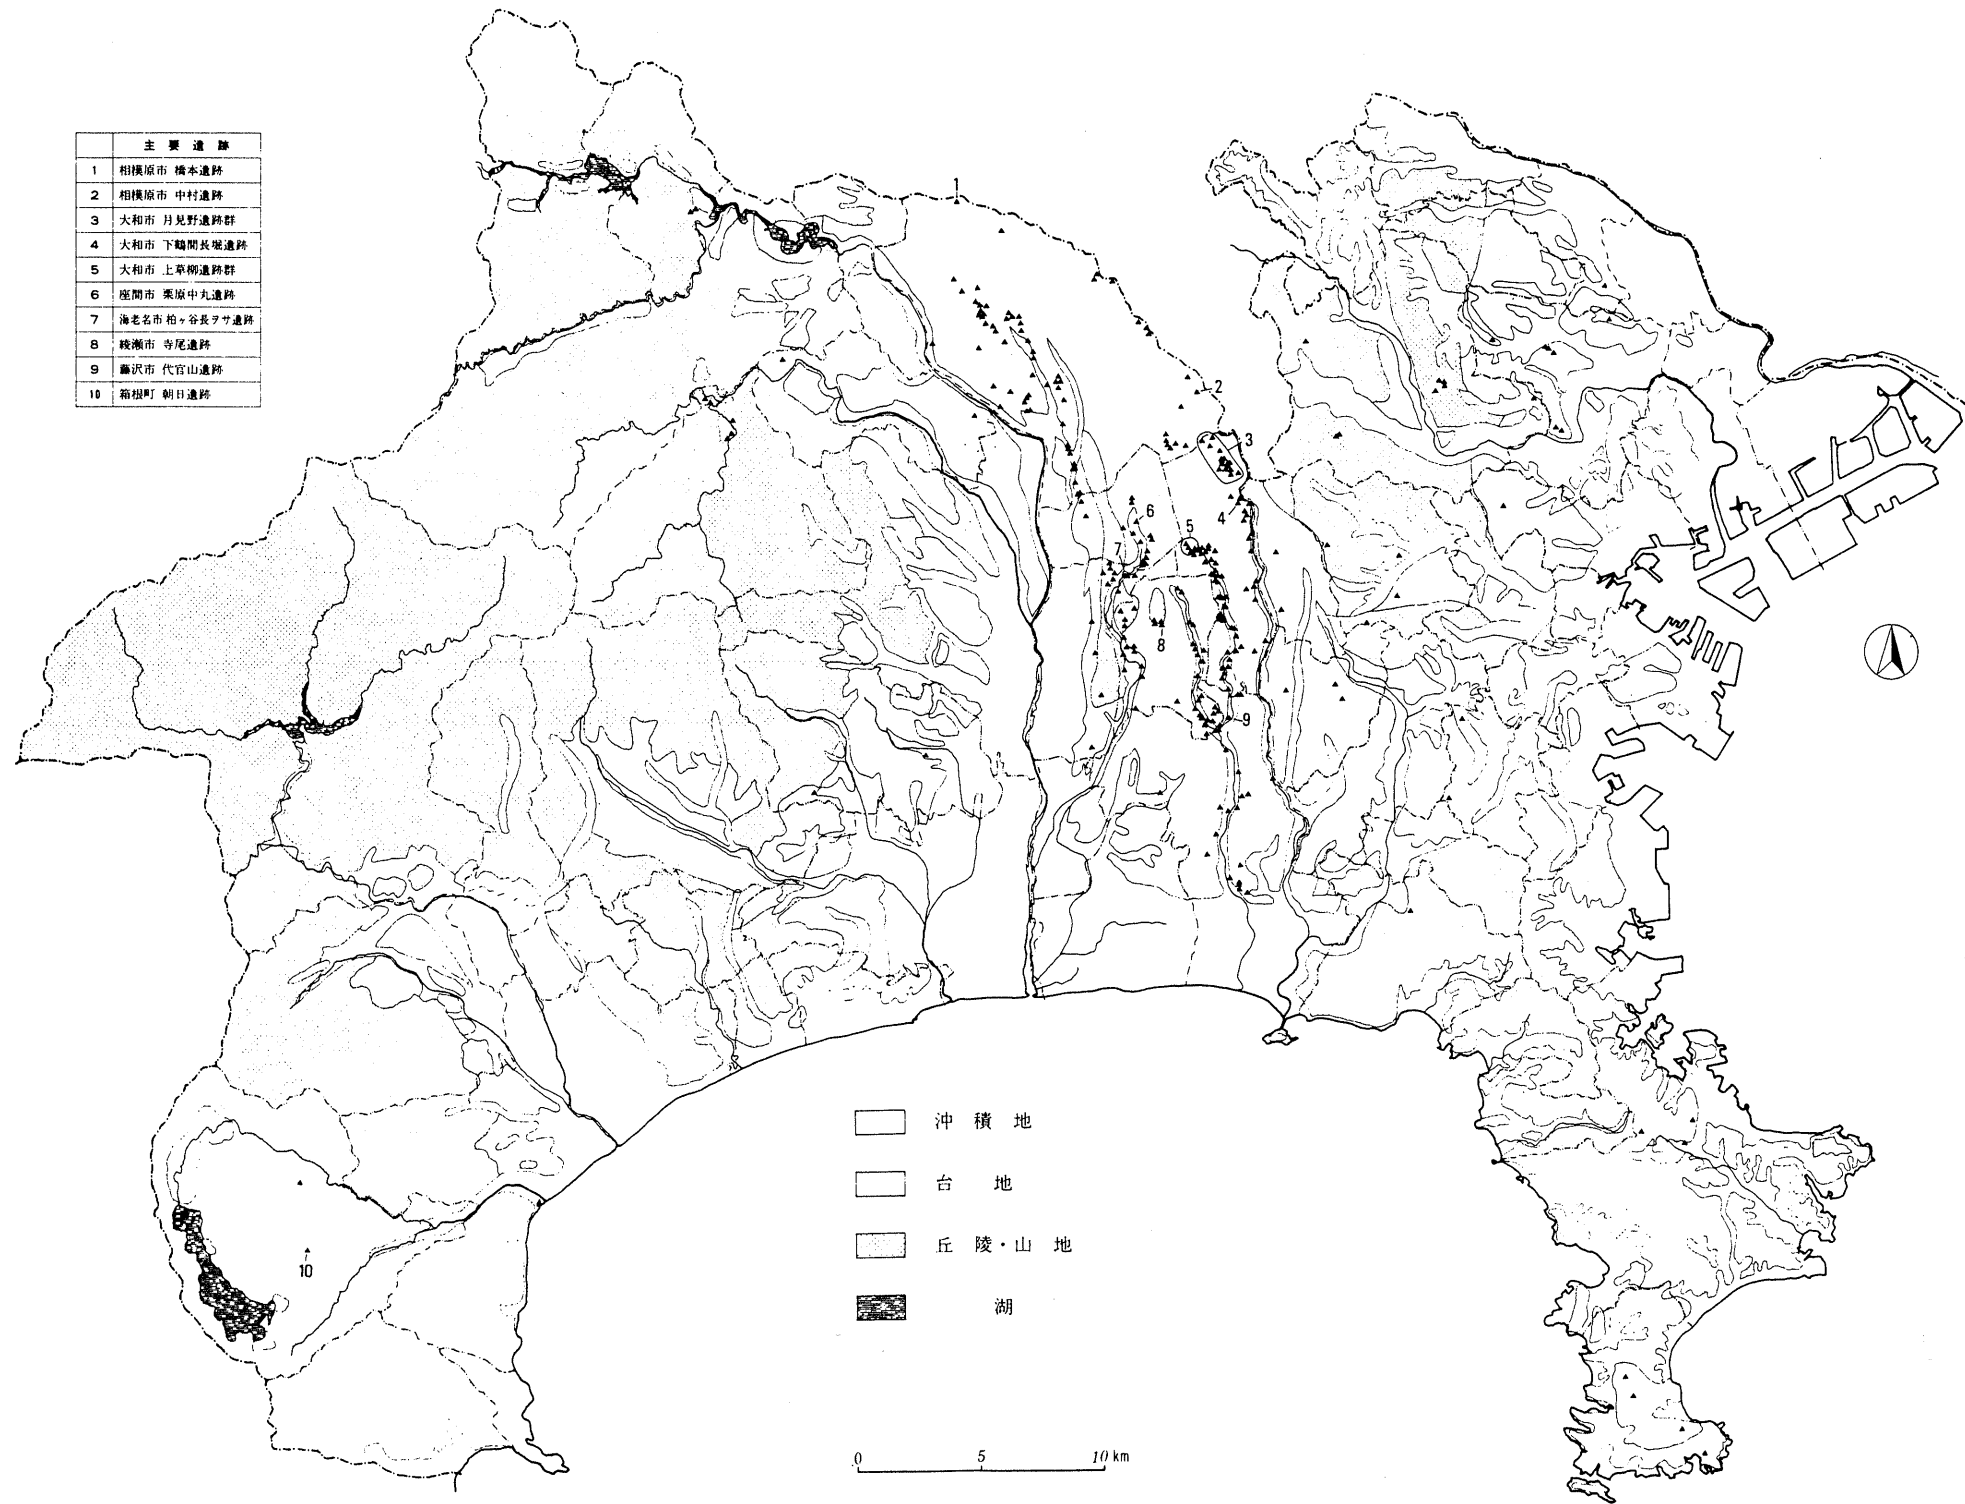 主要遺跡
1 相模原市 橋本遺跡
2 相模原市 中村遺跡
3 大和市 月見野遺跡群
4 大和市 下鶴間長堀遺跡
5 大和市 上草柳遺跡群
6 座間市 栗原中丸遺跡
7 海老名市 柏ヶ谷長ヲサ遺跡
8 綾瀬市 寺尾遺跡
9 藤沢市 代官山遺跡
10 箱根町 朝日遺跡
1
2
3
4
5
6
7
8
9
10
沖積地
台地
丘陵・山地
湖
0 5 10 km